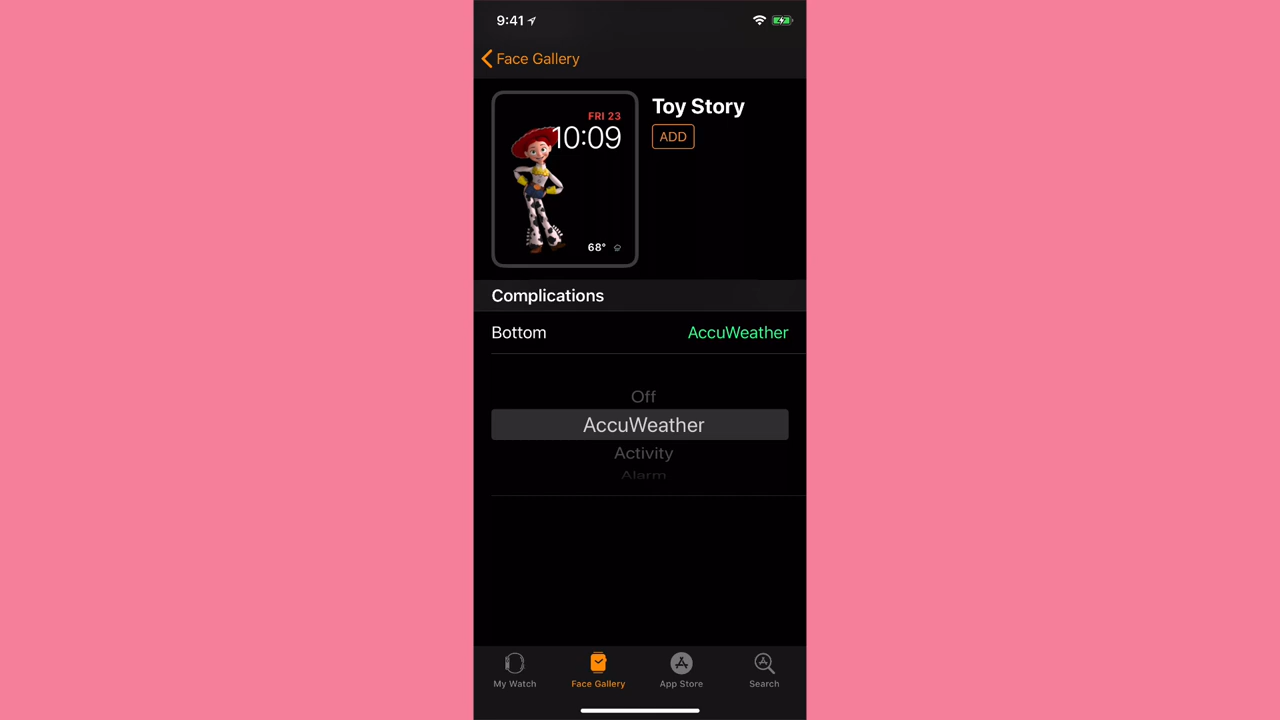 9:41
Face Gallery
Toy Story
ADD
FRI 23
10:09
68°
Complications
Bottom AccuWeather
Off
AccuWeather
Activity
Alarm
My Watch Face Gallery App Store Search